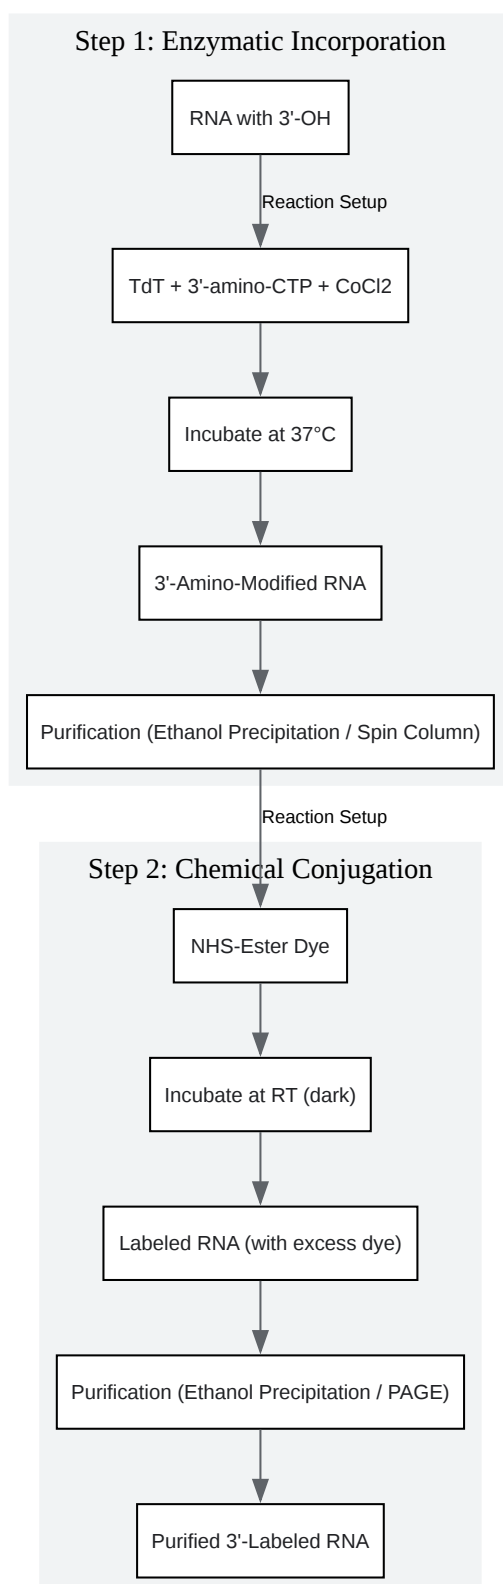 Step 1: Enzymatic Incorporation
RNA with 3'-OH
Reaction Setup
TdT + 3'-amino-CTP + CoCl2
Incubate at 37°C
3'-Amino-Modified RNA
Purification (Ethanol Precipitation / Spin Column)
Reaction Setup
Step 2: Chemical Conjugation
NHS-Ester Dye
Incubate at RT (dark)
Labeled RNA (with excess dye)
Purification (Ethanol Precipitation / PAGE)
Purified 3'-Labeled RNA